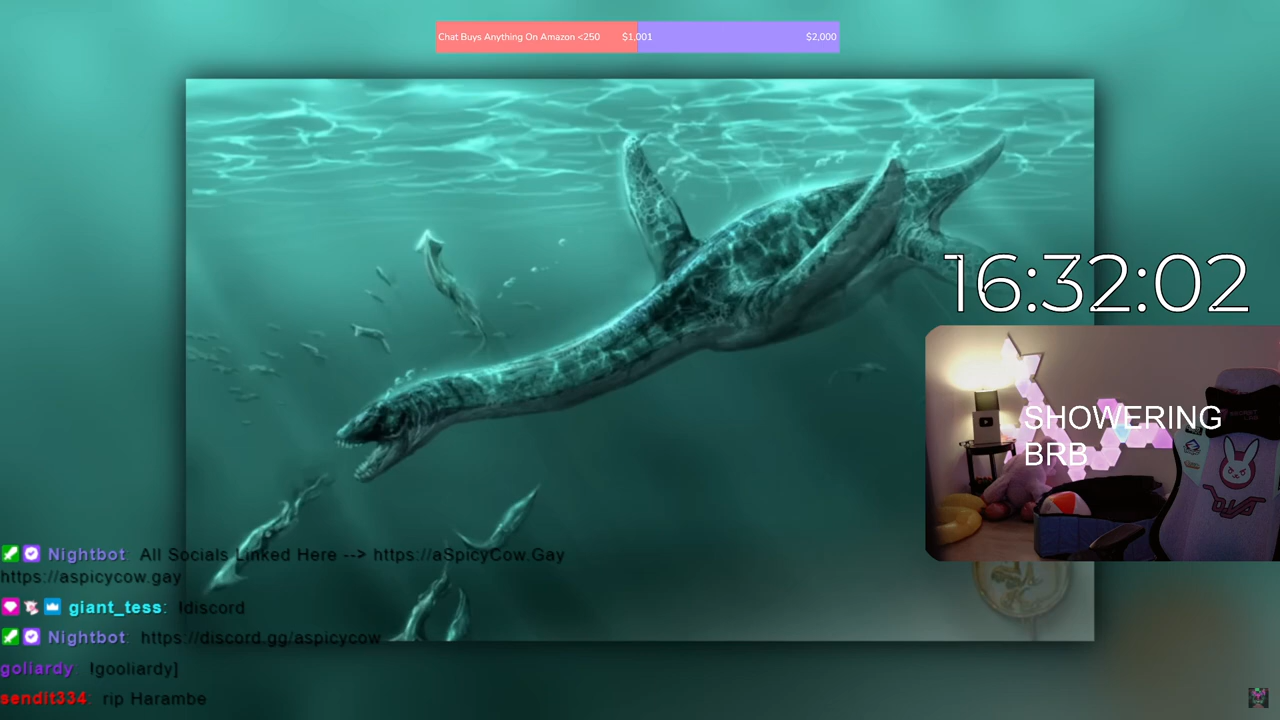 Chat Buys Anything On Amazon <250 $1,001 $2,000
16:32:02
SHOWERING
BRB
Nightbot: All Socials Linked Here --> https://aSpicyCow.Gay
https://aspicycow.gay
giant_tess: !discord
Nightbot: https://discord.gg/aspicycow
goliardy: !gooliardy]
sendit334: rip Harambe